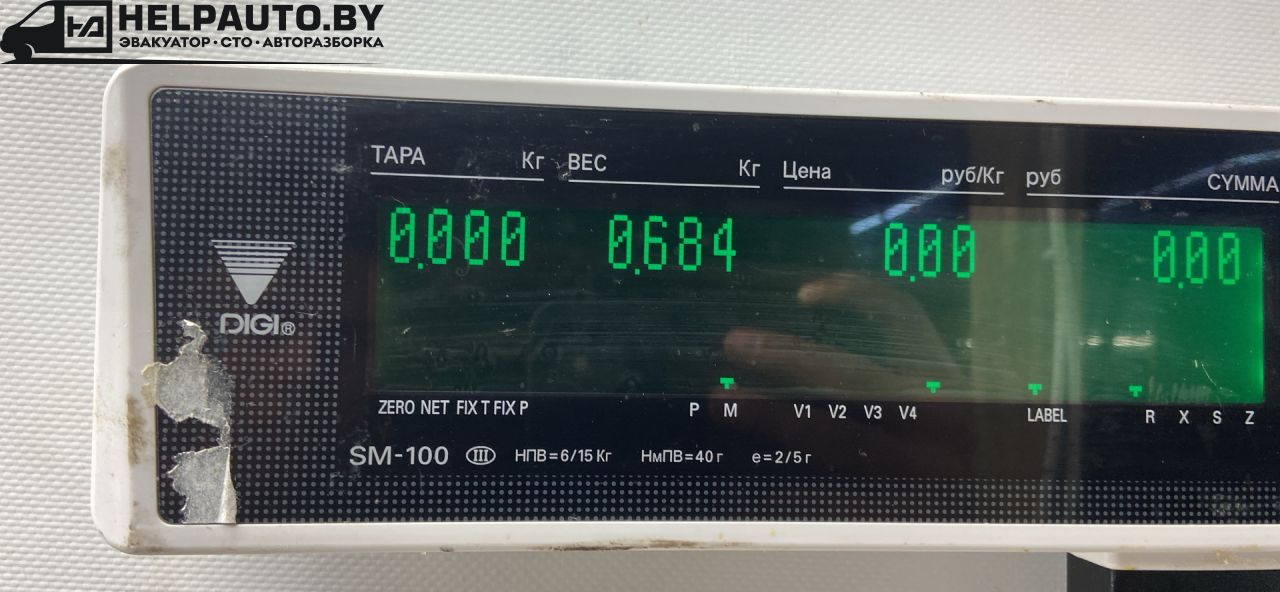 HELPAUTO.BY
ЭВАКУАТОР·СТО·АВТОРАЗБОРКА
ТАРА Кг ВЕС Кг Цена руб/Кг руб СУММА
0.000 0.684 0.00 0.00
DIGI®
ZERO NET FIX T FIX P P M V1 V2 V3 V4 LABEL R X S Z
SM-100 III НПВ=6/15 Кг НмПВ=40 г e=2/5 г